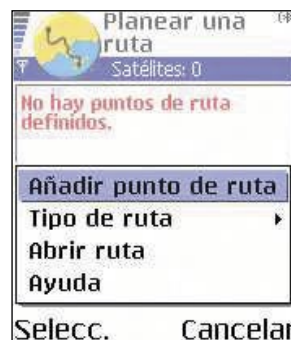 Planear una
ruta
Satélites: 0
No hay puntos de ruta
definidos.
Añadir punto de ruta
Tipo de ruta
Abrir ruta
Ayuda
Selecc. Cancelar